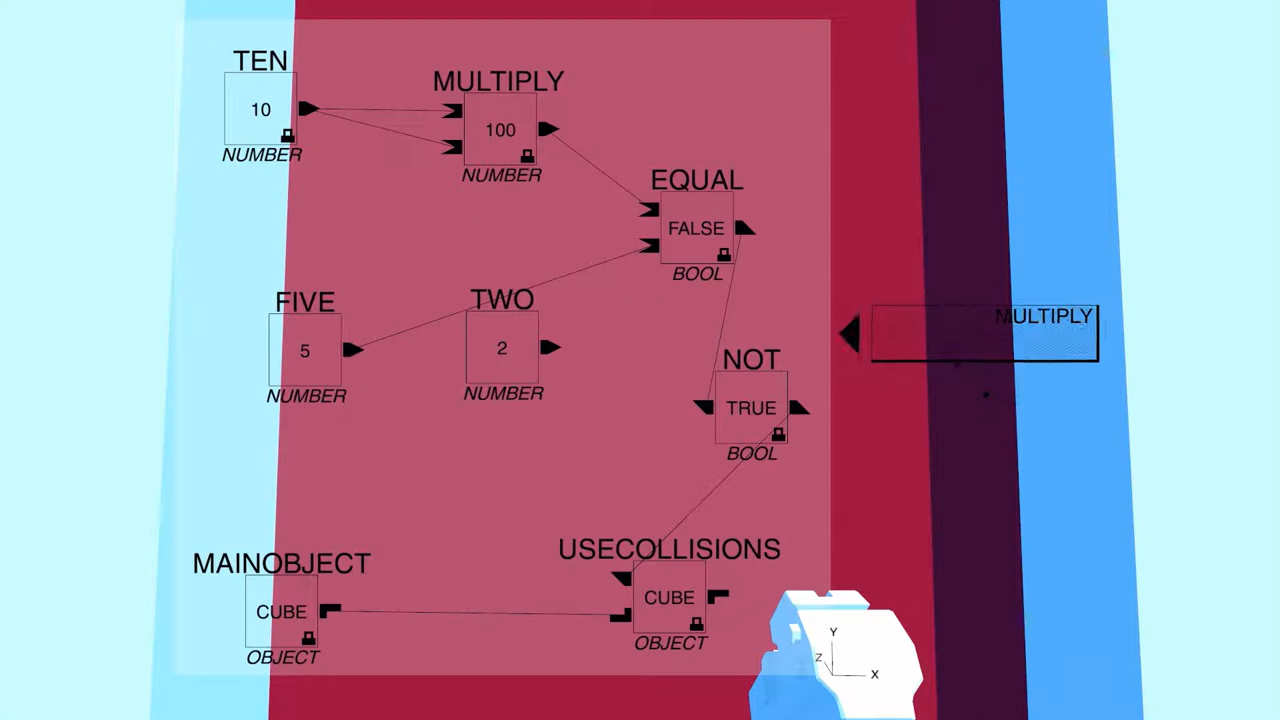 TEN
10
NUMBER
MULTIPLY
100
NUMBER
EQUAL
FALSE
BOOL
FIVE
5
NUMBER
TWO
2
NUMBER
MULTIPLY
NOT
TRUE
BOOL
MAINOBJECT
CUBE
OBJECT
USECOLLISIONS
CUBE
OBJECT
Y
Z
X